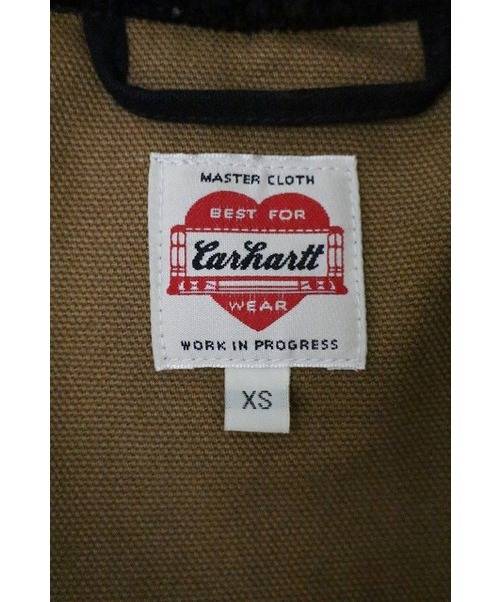 MASTER CLOTH
BEST FOR
Carhartt
WEAR
WORK IN PROGRESS
XS